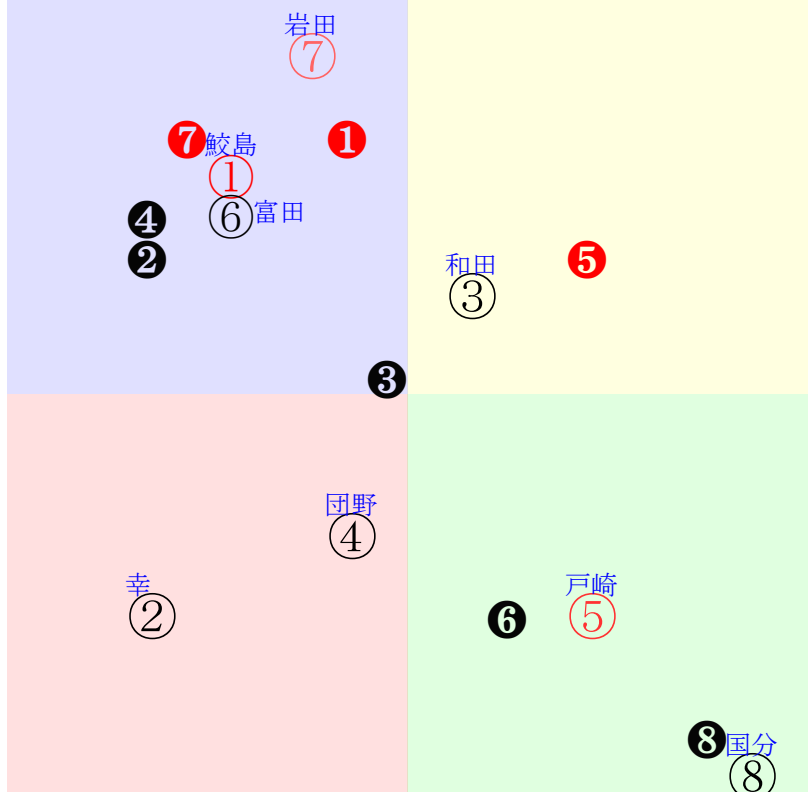 岩田
⑦
❼
鮫島
❶
①
❹
⑥
富田
❷
和田
❺
③
❸
団野
④
幸
②
❻
戸崎
⑤
❽
国分
⑧